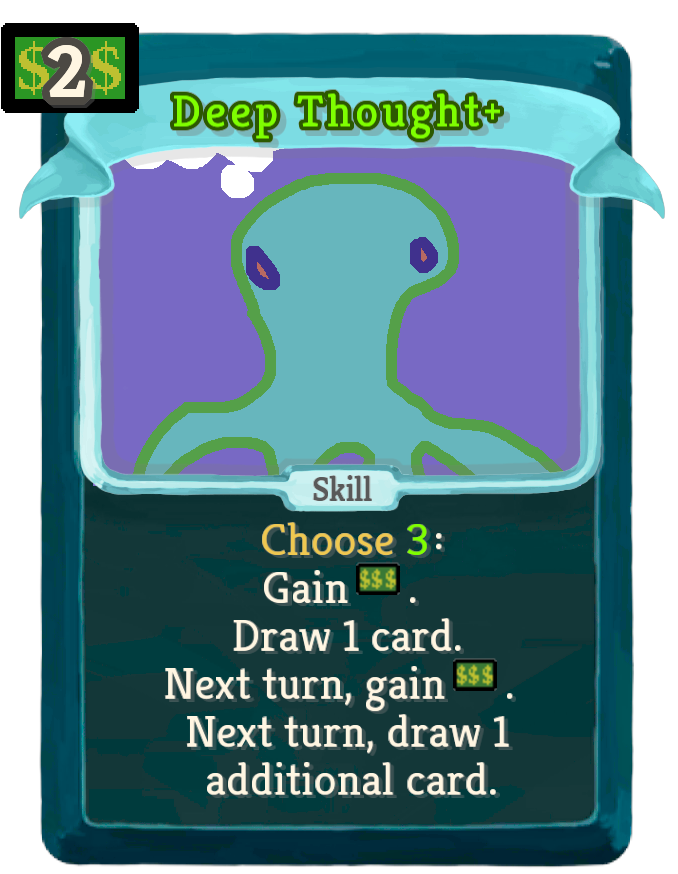 $2$
Deep Thought+
Skill
Choose 3:
Gain $$$ .
Draw 1 card.
Next turn, gain $$$ .
Next turn, draw 1
additional card.